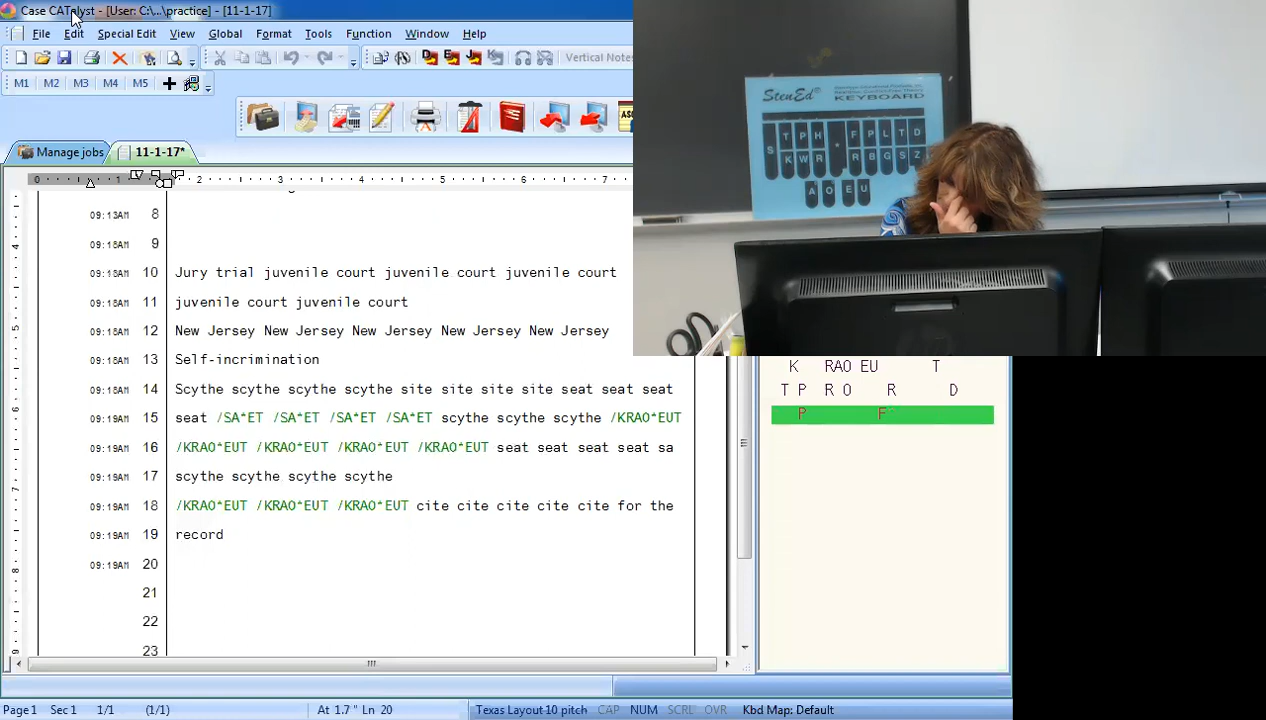 Case CATalyst - [User: C:\...\practice] - [11-1-17]
File Edit Special Edit View Global Format Tools Function Window Help
Vertical Notes
M1 M2 M3 M4 M5
Manage jobs 11-1-17*
0 1 2 3 4 5 6 7
09:13AM 8
09:18AM 9
09:18AM 10 Jury trial juvenile court juvenile court juvenile court
09:18AM 11 juvenile court juvenile court
09:18AM 12 New Jersey New Jersey New Jersey New Jersey New Jersey
09:18AM 13 Self-incrimination
09:18AM 14 Scythe scythe scythe scythe site site site site seat seat seat
09:19AM 15 seat /SA*ET /SA*ET /SA*ET /SA*ET scythe scythe scythe /KRAO*EUT
09:19AM 16 /KRAO*EUT /KRAO*EUT /KRAO*EUT /KRAO*EUT seat seat seat seat sa
09:19AM 17 scythe scythe scythe scythe
09:19AM 18 /KRAO*EUT /KRAO*EUT /KRAO*EUT cite cite cite cite cite for the
09:19AM 19 record
09:19AM 20
21
22
23
StenEd®
KEYBOARD
S T P H * F P L T D
K W R R B G S Z
A O E U
K RAO EU T
T P R O R D
P F
Page 1 Sec 1 1/1 (1/1) At 1.7 " Ln 20 Texas Layout 10 pitch CAP NUM SCRL OVR Kbd Map: Default